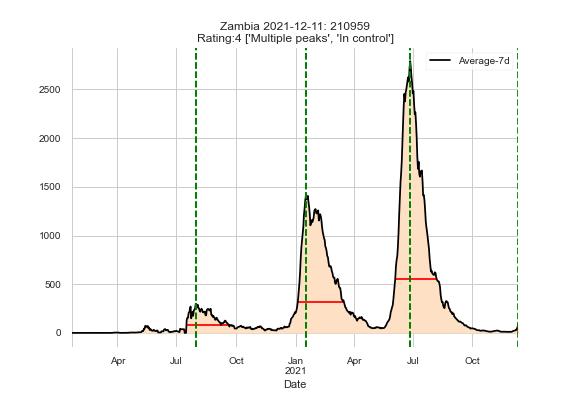 Zambia 2021-12-11: 210959
Rating:4 ['Multiple peaks', 'In control']
Average-7d
2500
2000
1500
1000
500
0
Apr Jul Oct Jan Apr Jul Oct
2021
Date